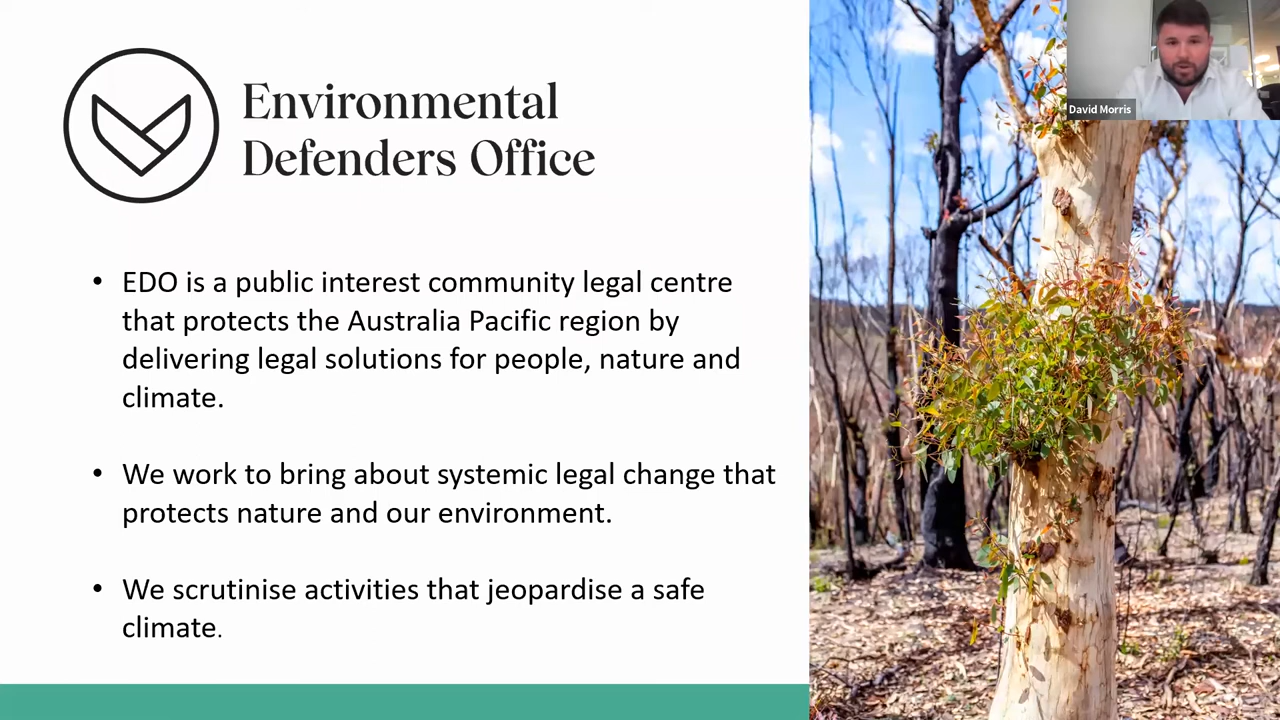 Environmental
Defenders Office
• EDO is a public interest community legal centre
that protects the Australia Pacific region by
delivering legal solutions for people, nature and
climate.
• We work to bring about systemic legal change that
protects nature and our environment.
• We scrutinise activities that jeopardise a safe
climate.
David Morris